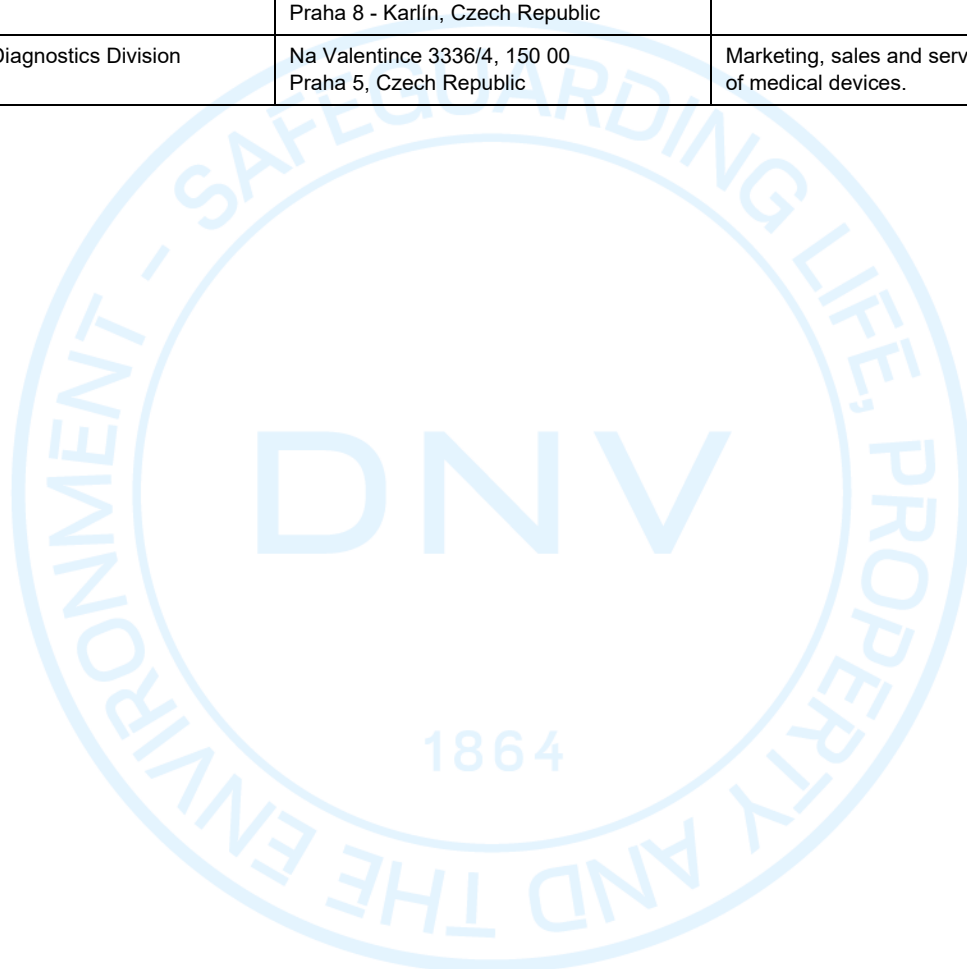 Praha 8 - Karlín, Czech Republic
Diagnostics Division
Na Valentince 3336/4, 150 00
Praha 5, Czech Republic
Marketing, sales and serv
of medical devices.
SAFEGUARDING LIFE, PROPERTY AND THE ENVIRONMENT -
DNV
1864